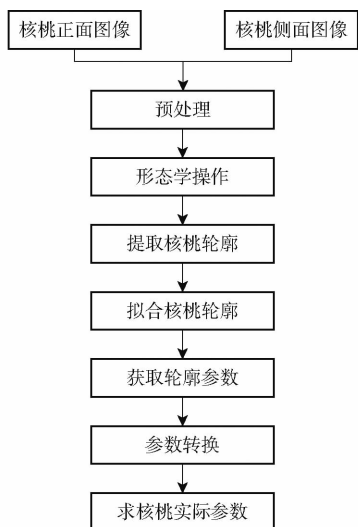 核桃正面图像
核桃侧面图像
预处理
形态学操作
提取核桃轮廓
拟合核桃轮廓
获取轮廓参数
参数转换
求核桃实际参数